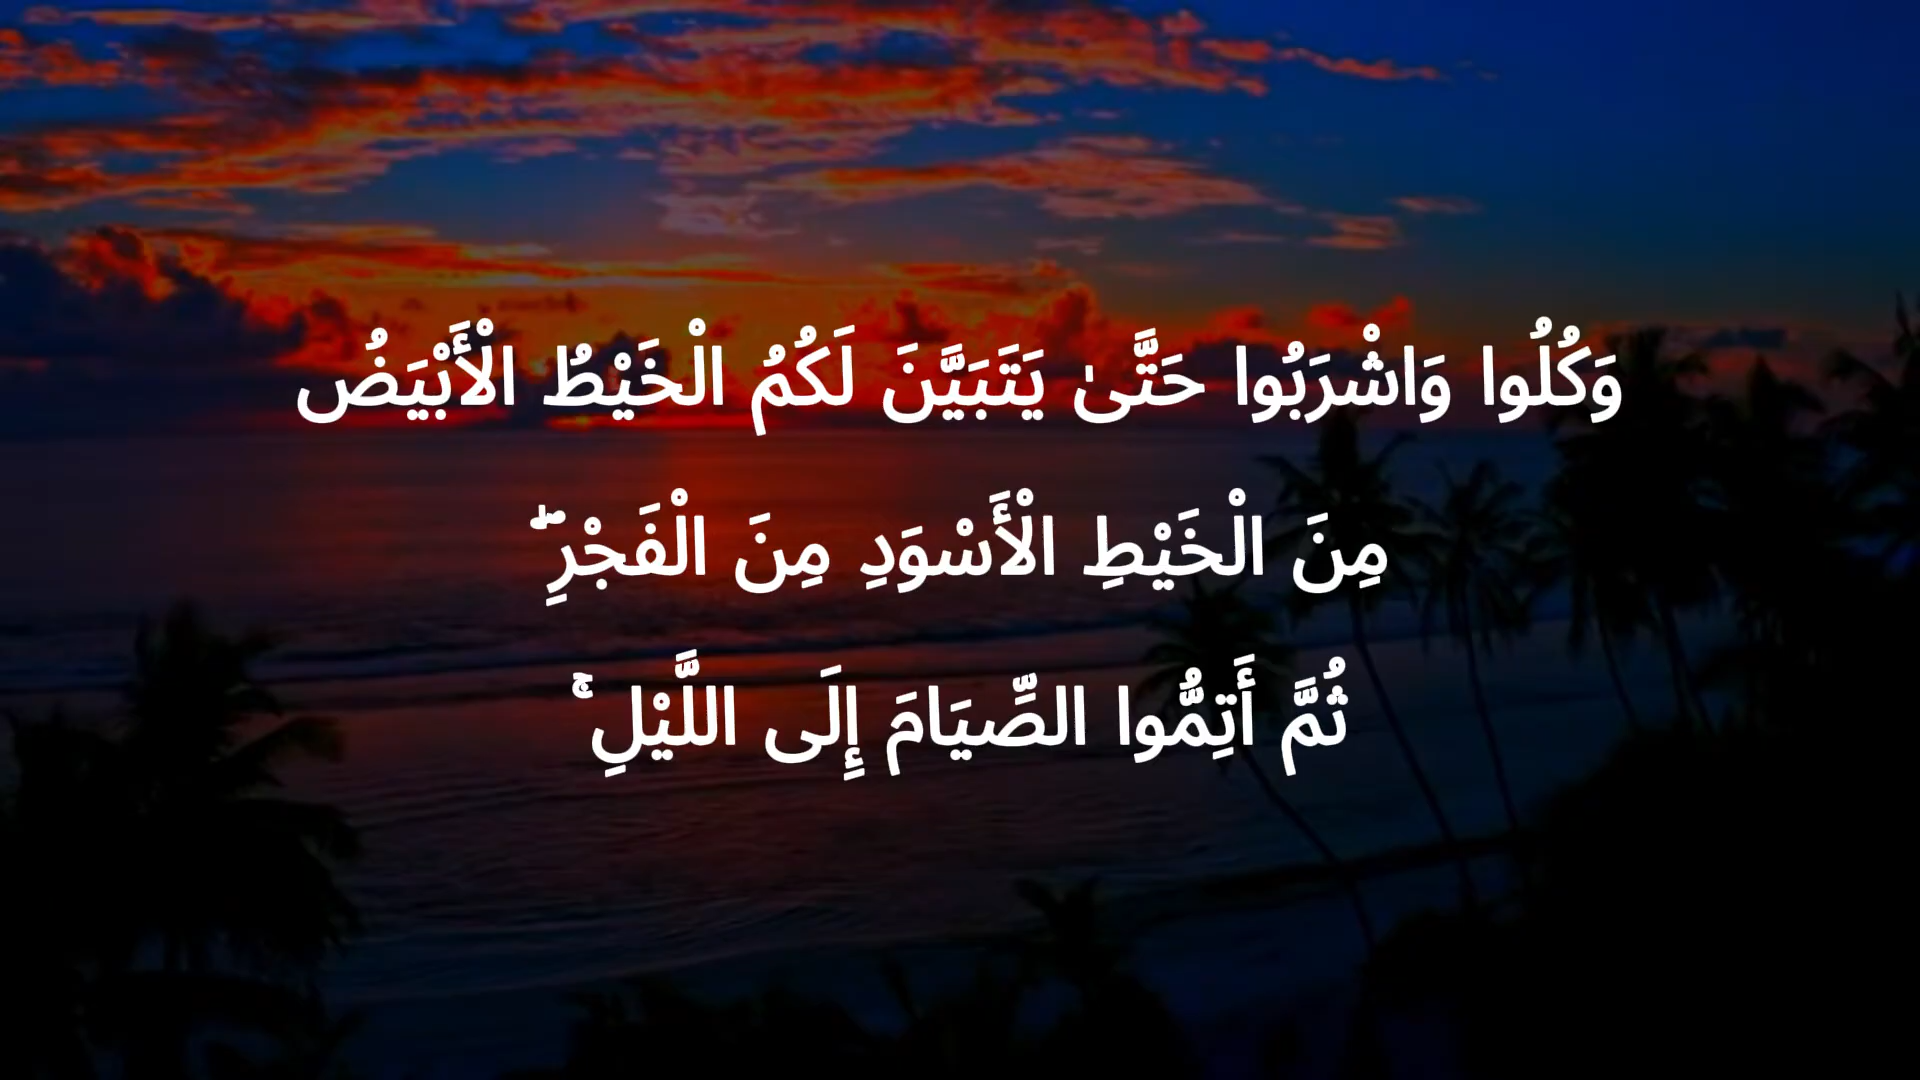 وَكُلُوا وَاشْرَبُوا حَتَّىٰ يَتَبَيَّنَ لَكُمُ الْخَيْطُ الْأَبْيَضُ
مِنَ الْخَيْطِ الْأَسْوَدِ مِنَ الْفَجْرِ ۖ
ثُمَّ أَتِمُّوا الصِّيَامَ إِلَى اللَّيْلِ ۚ